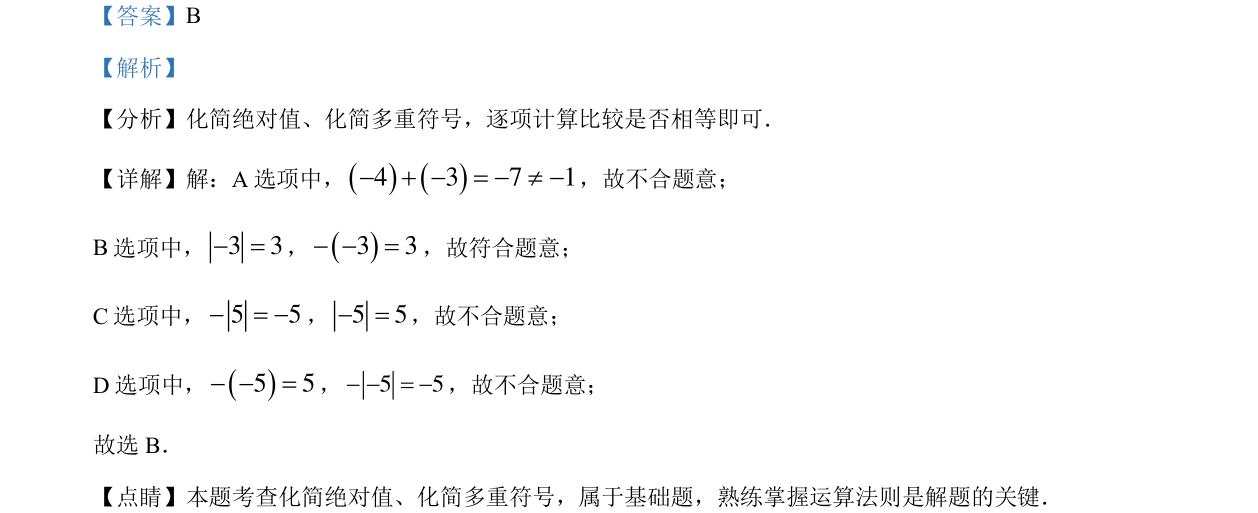 【答案】B
【解析】
【分析】化简绝对值、化简多重符号，逐项计算比较是否相等即可．
【详解】解：A 选项中，(−4)+(−3)=−7≠−1，故不合题意；
B 选项中，|−3|=3，−(−3)=3，故符合题意；
C 选项中，−|5|=−5，|−5|=5，故不合题意；
D 选项中，−(−5)=5，−|−5|=−5，故不合题意；
故选 B．
【点睛】本题考查化简绝对值、化简多重符号，属于基础题，熟练掌握运算法则是解题的关键．